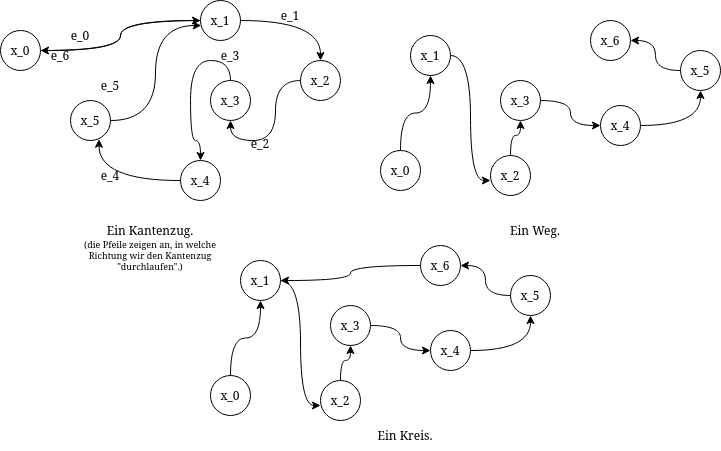 x_0
e_0
e_6
x_1
e_1
x_2
e_3
x_3
e_2
e_5
x_5
e_4
x_4
Ein Kantenzug.
(die Pfeile zeigen an, in welche
Richtung wir den Kantenzug
"durchlaufen".)
x_1
x_0
x_2
x_3
x_4
x_5
x_6
Ein Weg.
x_1
x_0
x_2
x_3
x_4
x_5
x_6
Ein Kreis.